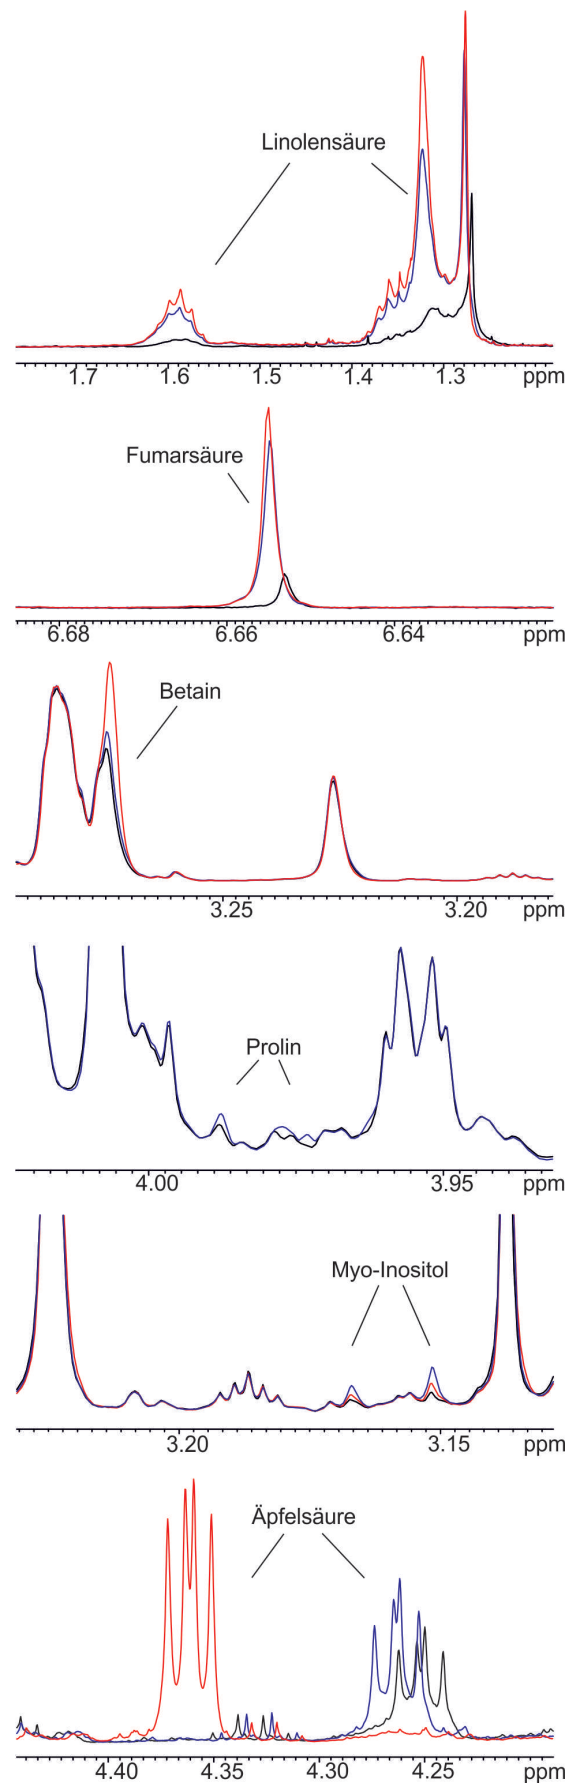 Linolensäure
1.7 1.6 1.5 1.4 1.3 ppm
Fumarsäure
6.68 6.66 6.64 ppm
Betain
3.25 3.20 ppm
Prolin
4.00 3.95 ppm
Myo-Inositol
3.20 3.15 ppm
Äpfelsäure
4.40 4.35 4.30 4.25 ppm